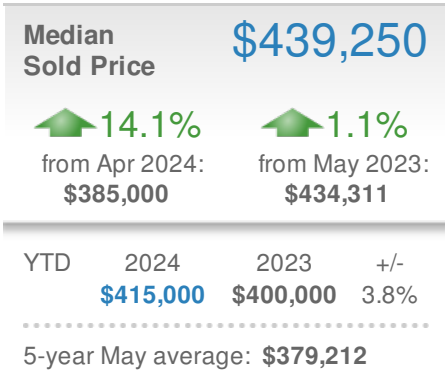 Median $439,250
Sold Price
14.1% 1.1%
from Apr 2024: from May 2023:
$385,000 $434,311
YTD 2024 2023 +/-
$415,000 $400,000 3.8%
5-year May average: $379,212